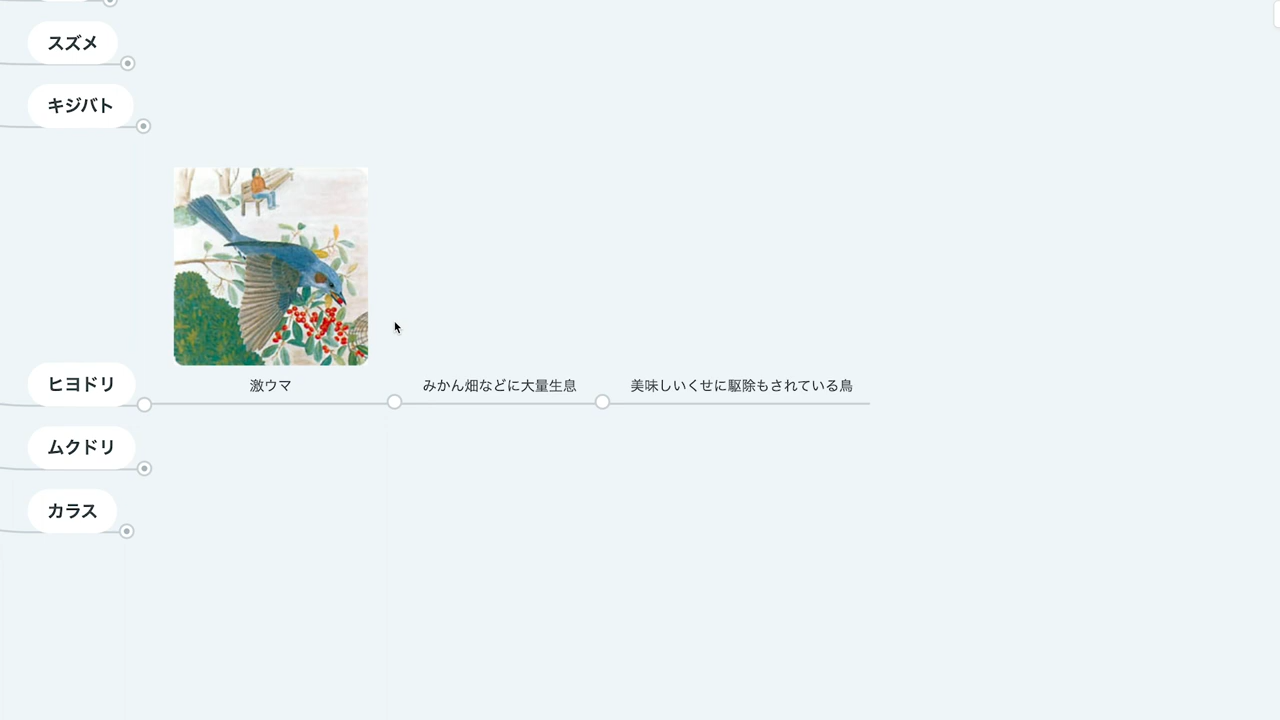 スズメ
キジバト
ヒヨドリ
激ウマ
みかん畑などに大量生息
美味しいくせに駆除もされている鳥
ムクドリ
カラス